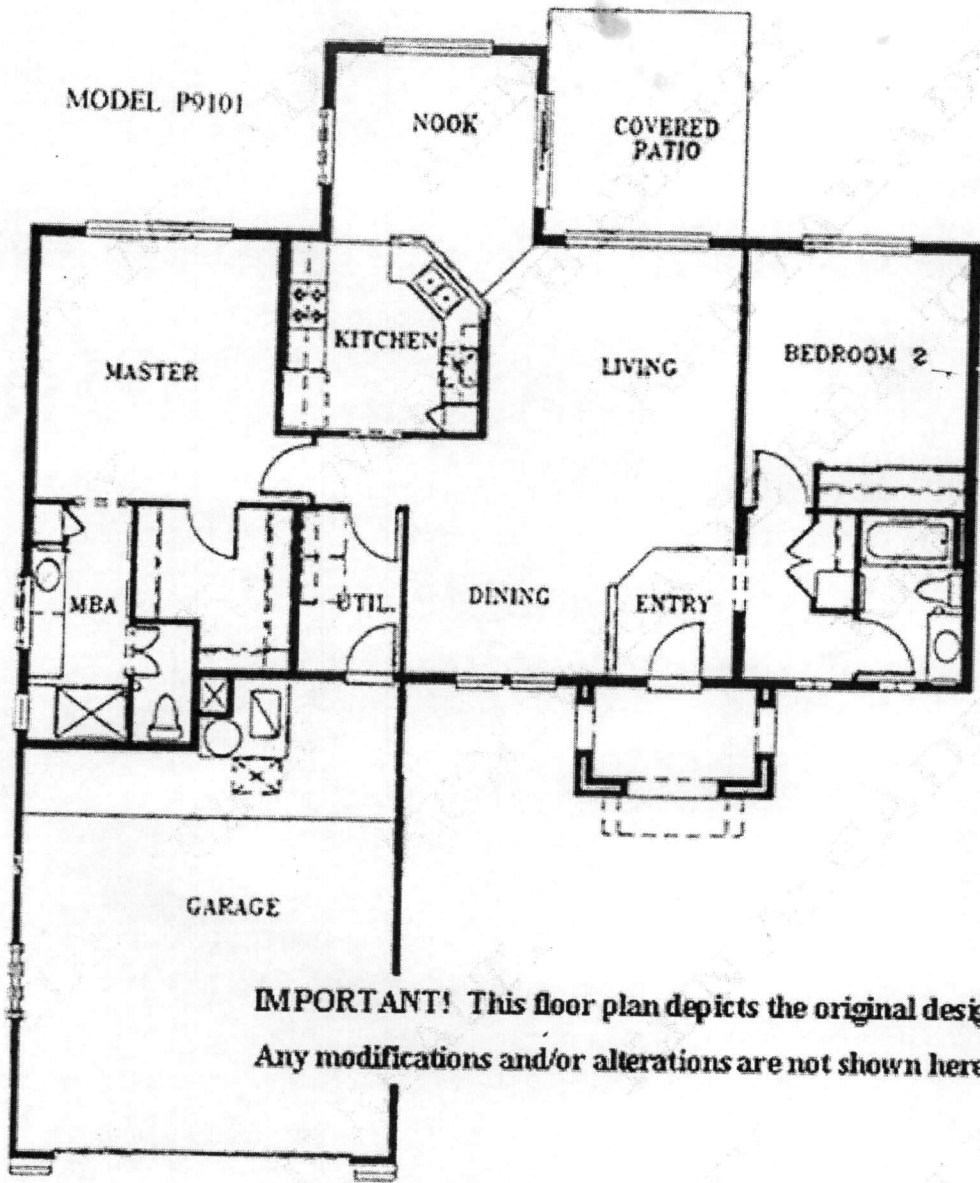 MODEL P9101
NOOK
COVERED
PATIO
MASTER
KITCHEN
LIVING
BEDROOM 2
MBA
UTIL.
DINING
ENTRY
GARAGE
IMPORTANT! This floor plan depicts the original desig
Any modifications and/or alterations are not shown here